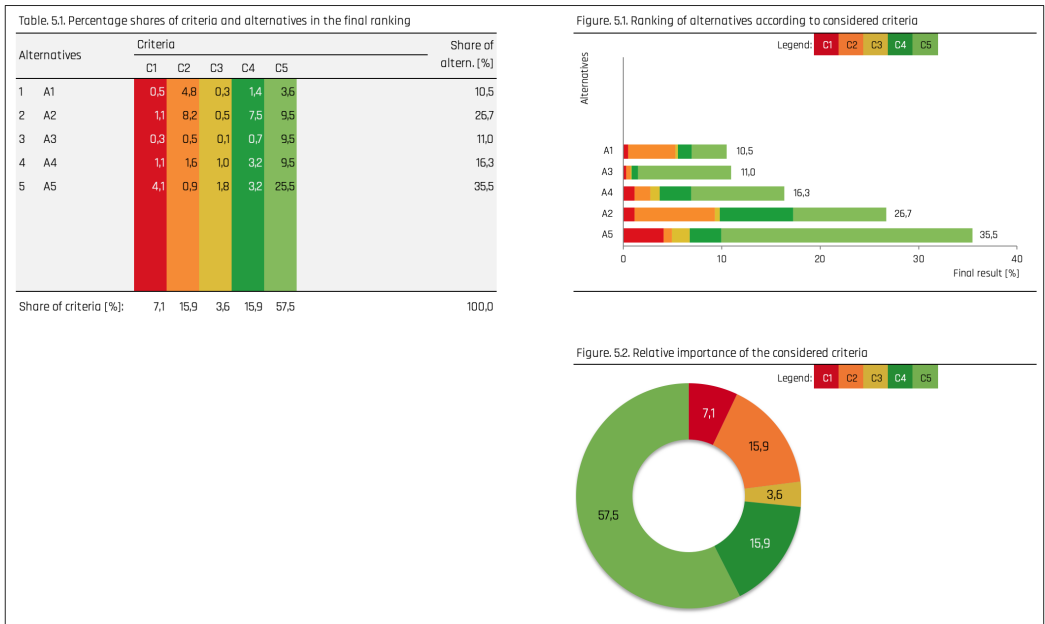 Table. 5.1. Percentage shares of criteria and alternatives in the final ranking
Alternatives Criteria Share of altern. [%]
C1 C2 C3 C4 C5
1 A1 0,5 4,8 0,3 1,4 3,6 10,5
2 A2 1,1 8,2 0,5 7,5 9,5 26,7
3 A3 0,3 0,5 0,1 0,7 9,5 11,0
4 A4 1,1 1,6 1,0 3,2 9,5 16,3
5 A5 4,1 0,9 1,8 3,2 25,5 35,5
Share of criteria [%]: 7,1 15,9 3,6 15,9 57,5 100,0
Figure. 5.1. Ranking of alternatives according to considered criteria
Legend: C1 C2 C3 C4 C5
Alternatives
A1 10,5
A3 11,0
A4 16,3
A2 26,7
A5 35,5
0 10 20 30 40
Final result [%]
Figure. 5.2. Relative importance of the considered criteria
Legend: C1 C2 C3 C4 C5
7,1
15,9
3,6
57,5
15,9